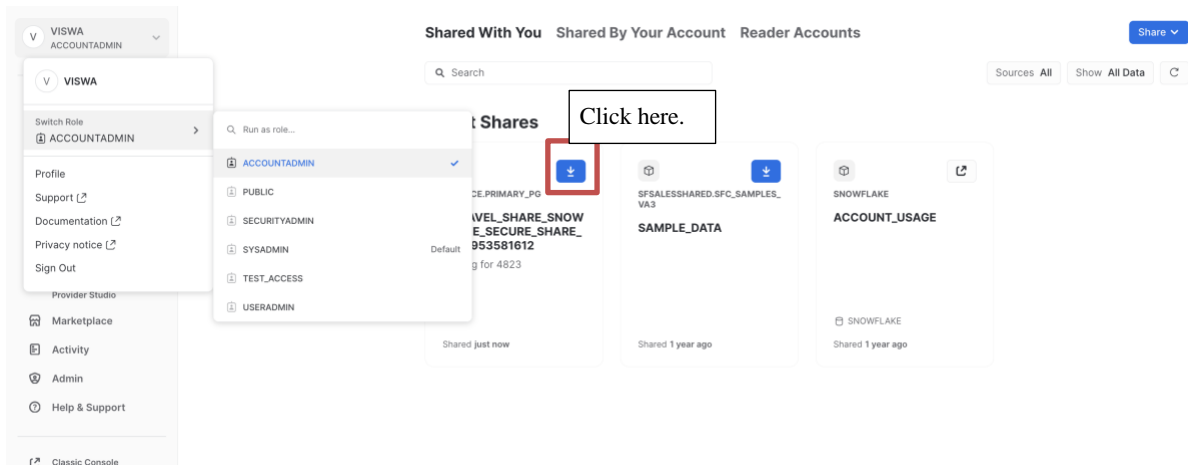 V
VISWA
ACCOUNTADMIN
V
VISWA
Switch Role
ACCOUNTADMIN
Profile
Support
Documentation
Privacy notice
Sign Out
Provider Studio
Marketplace
Activity
Admin
Help & Support
Classic Console
Run as role...
ACCOUNTADMIN
PUBLIC
SECURITYADMIN
SYSADMIN Default
TEST_ACCESS
USERADMIN
Shared With You Shared By Your Account Reader Accounts
Share
Search
Sources All Show All Data
t Shares
Click here.
CE.PRIMARY_PG
AVEL_SHARE_SNOW
E_SECURE_SHARE_
953581612
g for 4823
Shared just now
SFSALESSHARED.SFC_SAMPLES_
VA3
SAMPLE_DATA
Shared 1 year ago
SNOWFLAKE
ACCOUNT_USAGE
SNOWFLAKE
Shared 1 year ago